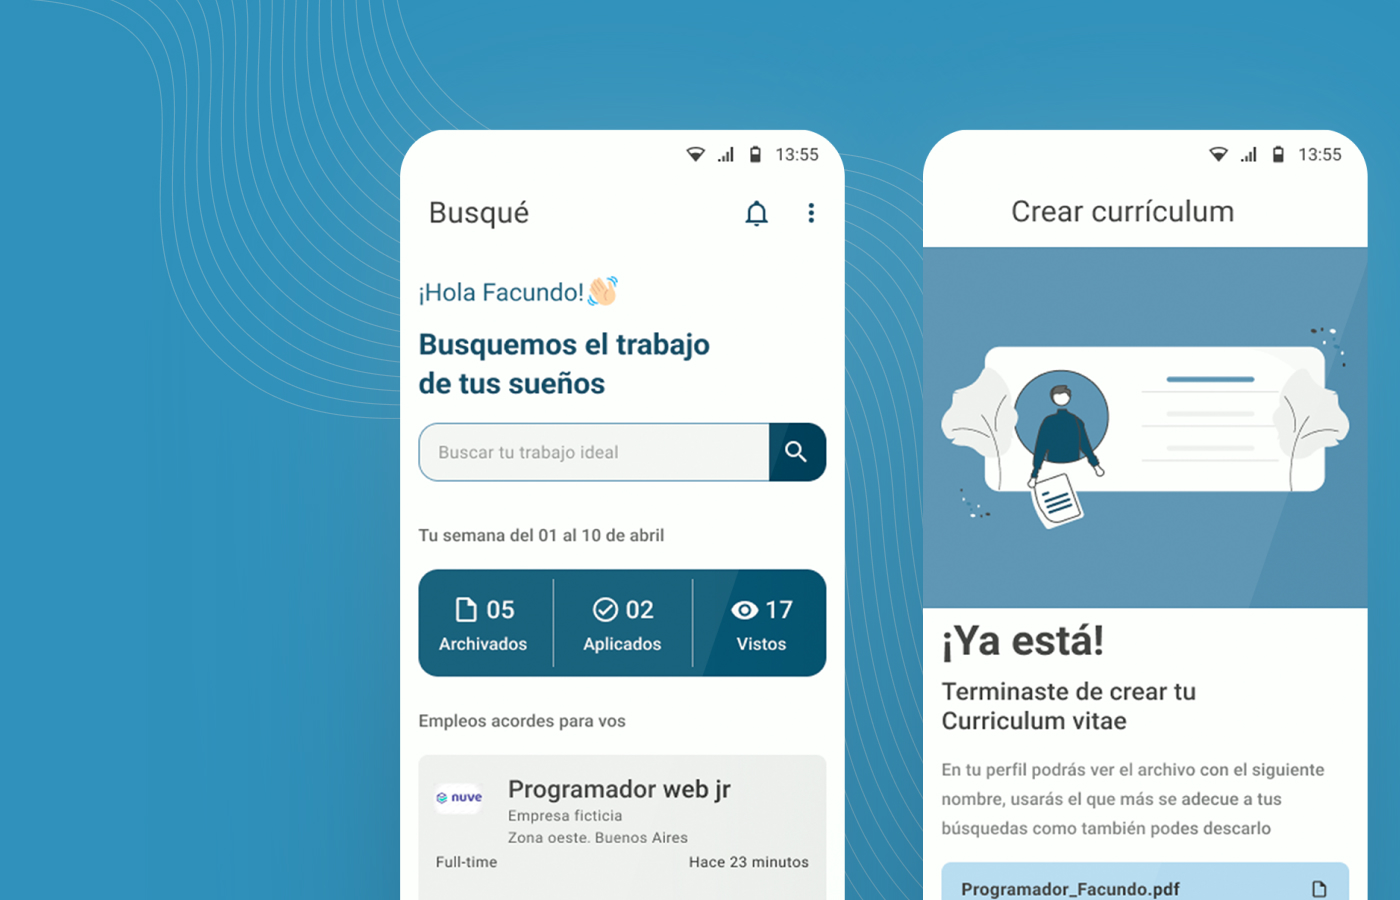 13:55
Busqué
¡Hola Facundo!👋
Busquemos el trabajo
de tus sueños
Buscar tu trabajo ideal
Tu semana del 01 al 10 de abril
05
Archivados
02
Aplicados
17
Vistos
Empleos acordes para vos
nuve
Programador web jr
Empresa ficticia
Zona oeste. Buenos Aires
Full-time
Hace 23 minutos
13:55
Crear currículum
¡Ya está!
Terminaste de crear tu
Curriculum vitae
En tu perfil podrás ver el archivo con el siguiente
nombre, usarás el que más se adecue a tus
búsquedas como también podes descarlo
Programador_Facundo.pdf